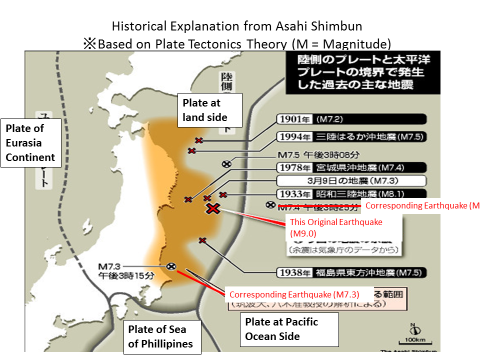 Historical Explanation from Asahi Shimbun
※Based on Plate Tectonics Theory (M = Magnitude)
陸側のプレートと太平洋
プレートの境界で発生
した過去の主な地震
Plate at
land side
Plate of
Eurasia
Continent
1901年 (M7.2)
1994年 三陸はるか沖地震(M7.5)
M7.5 午後3時08分
1978年 宮城県沖地震(M7.4)
3月9日の地震(M7.3)
1933年 昭和三陸地震(M8.1)
Corresponding Earthquake (M
This Original Earthquake
(M9.0)
(余震は気象庁のデータから)
M7.3
午後3時15分
1938年 福島県東方沖地震(M7.5)
Corresponding Earthquake (M7.3)
る範囲
Plate of Sea
of Phillipines
Plate at Pacific
Ocean Side
N
100km
The Asahi Shimbun